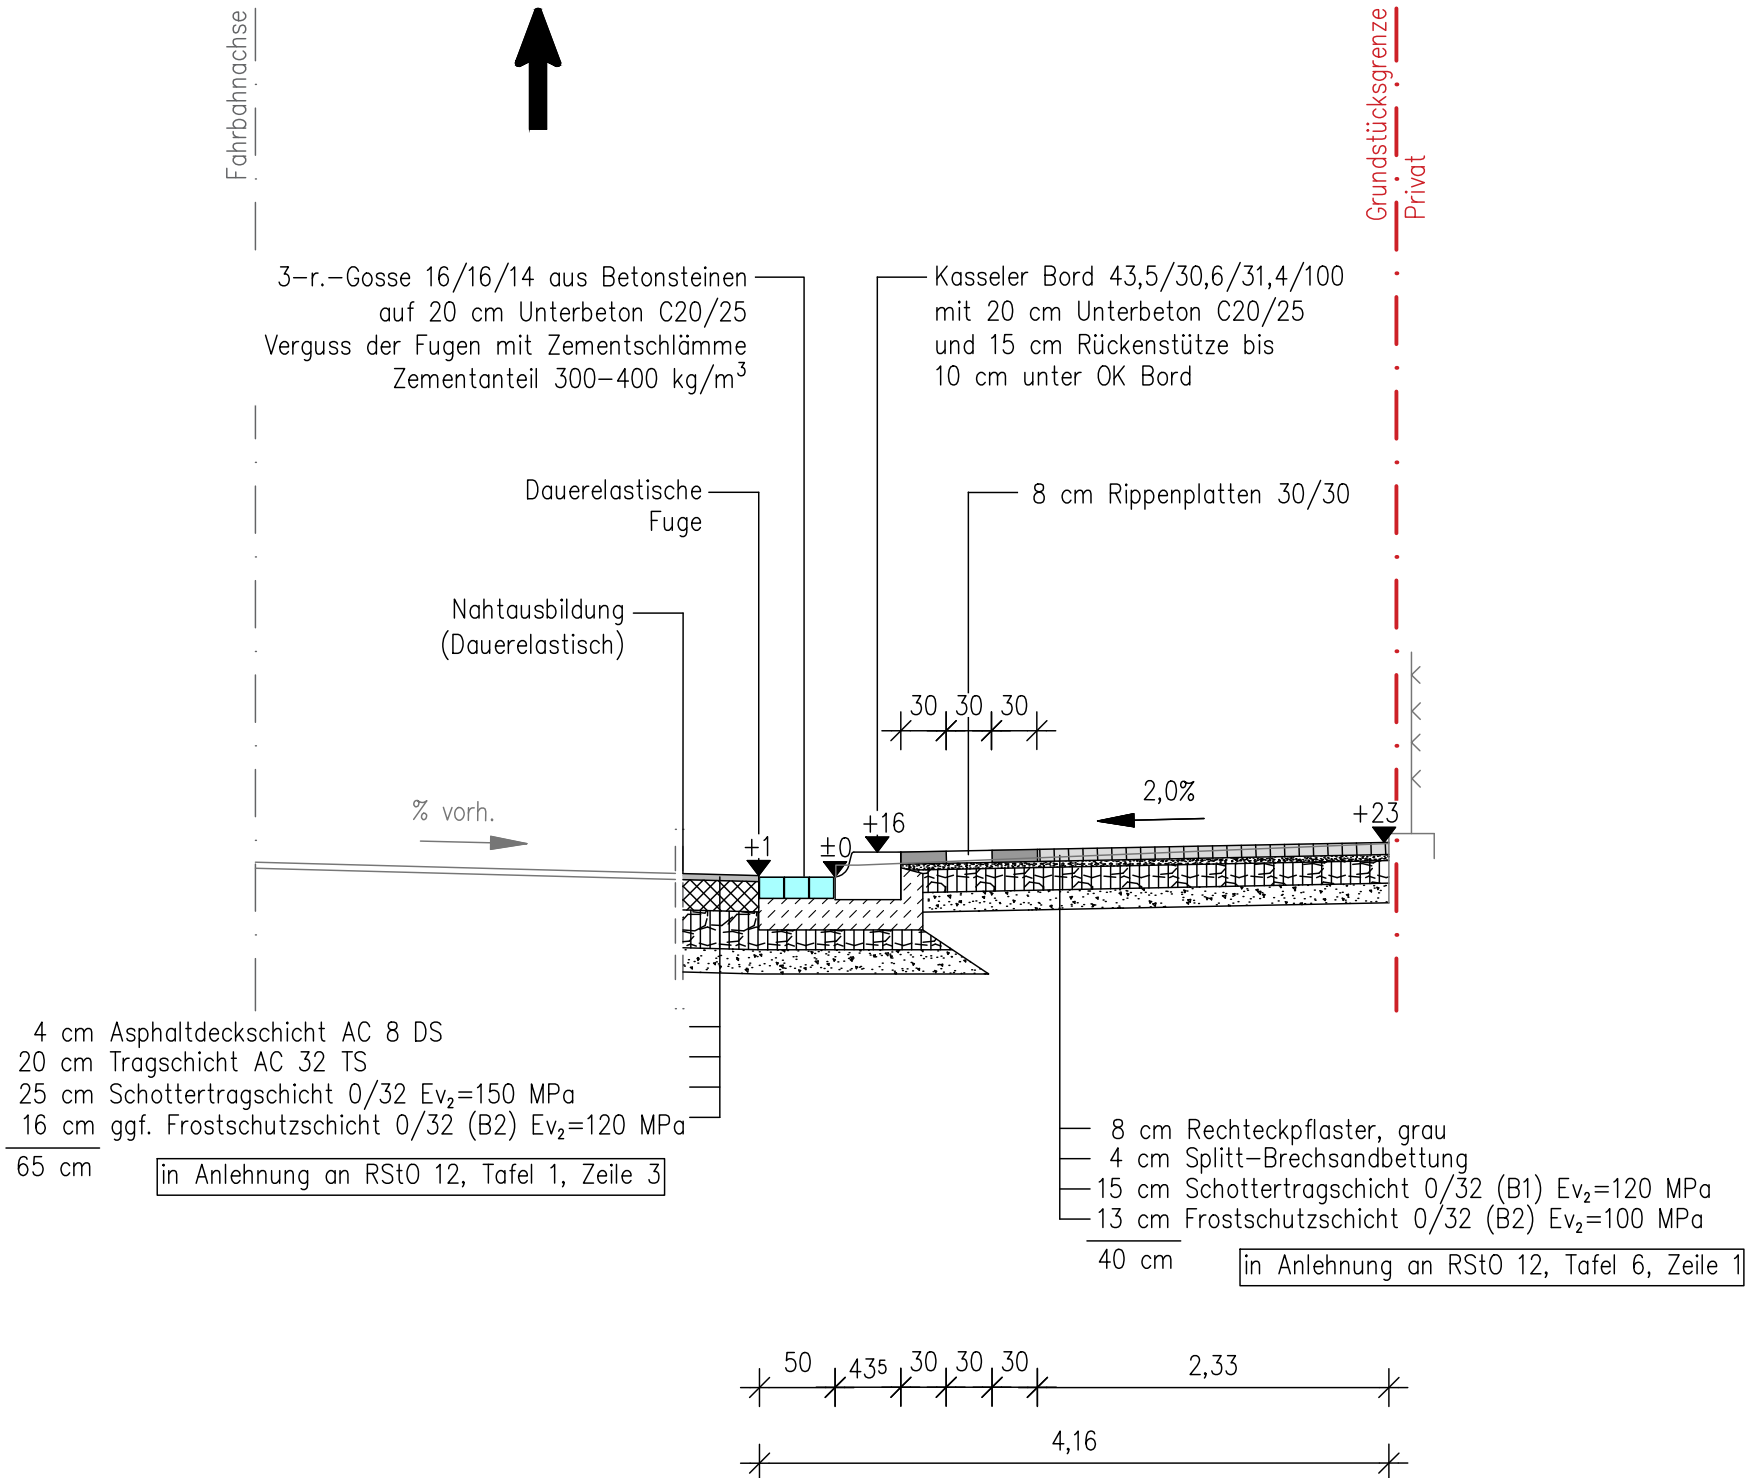 Fahrbahnachse
Grundstücksgrenze
Privat
3-r.-Gosse 16/16/14 aus Betonsteinen
auf 20 cm Unterbeton C20/25
Verguss der Fugen mit Zementschlämme
Zementanteil 300-400 kg/m³
Kasseler Bord 43,5/30,6/31,4/100
mit 20 cm Unterbeton C20/25
und 15 cm Rückenstütze bis
10 cm unter OK Bord
Dauerelastische
Fuge
8 cm Rippenplatten 30/30
Nahtausbildung
(Dauerelastisch)
30 30 30
% vorh.
2,0%
+1
±0
+16
+23
4 cm Asphaltdeckschicht AC 8 DS
20 cm Tragschicht AC 32 TS
25 cm Schottertragschicht 0/32 Ev₂=150 MPa
16 cm ggf. Frostschutzschicht 0/32 (B2) Ev₂=120 MPa
65 cm
in Anlehnung an RStO 12, Tafel 1, Zeile 3
8 cm Rechteckpflaster, grau
4 cm Splitt-Brechsandbettung
15 cm Schottertragschicht 0/32 (B1) Ev₂=120 MPa
13 cm Frostschutzschicht 0/32 (B2) Ev₂=100 MPa
40 cm
in Anlehnung an RStO 12, Tafel 6, Zeile 1
50 43⁵ 30 30 30 2,33
4,16